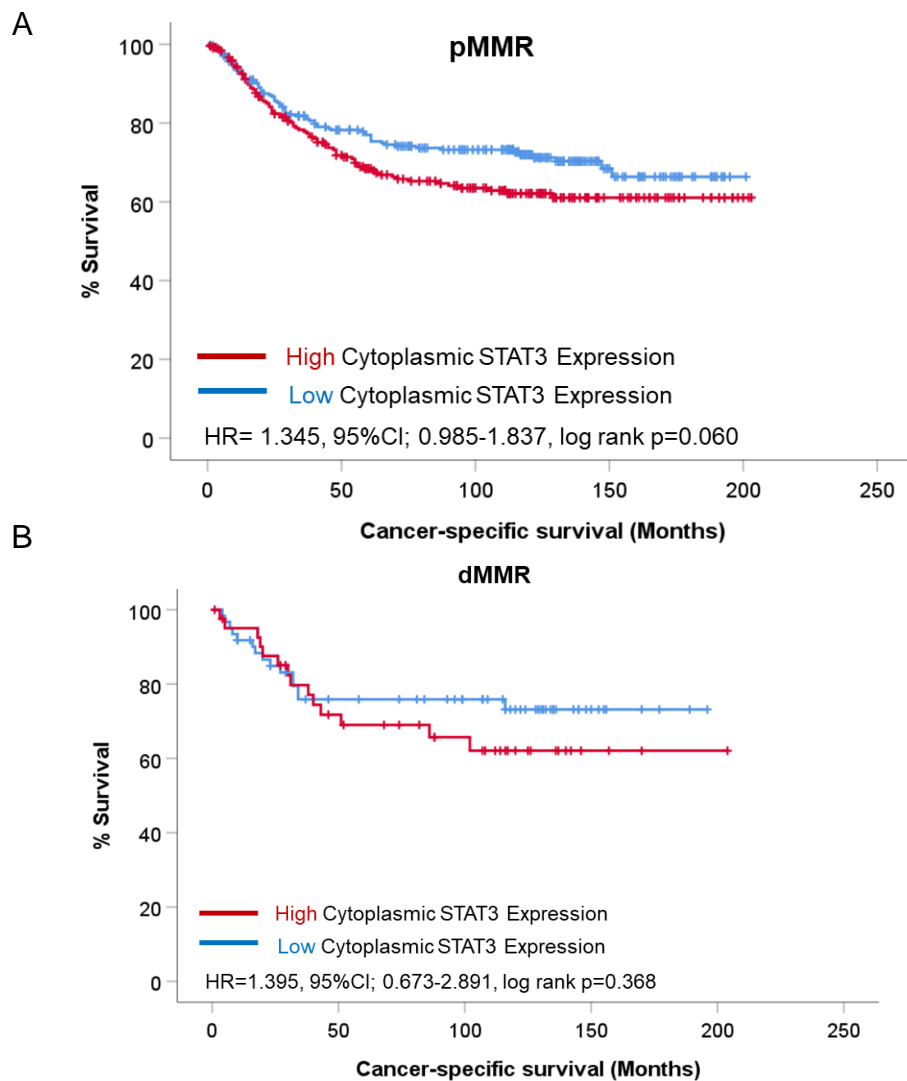 A
pMMR
100
80
60
40
20
0
% Survival
High Cytoplasmic STAT3 Expression
Low Cytoplasmic STAT3 Expression
HR= 1.345, 95%CI; 0.985-1.837, log rank p=0.060
0 50 100 150 200 250
Cancer-specific survival (Months)
B
dMMR
100
80
60
40
20
0
% Survival
High Cytoplasmic STAT3 Expression
Low Cytoplasmic STAT3 Expression
HR=1.395, 95%CI; 0.673-2.891, log rank p=0.368
0 50 100 150 200 250
Cancer-specific survival (Months)